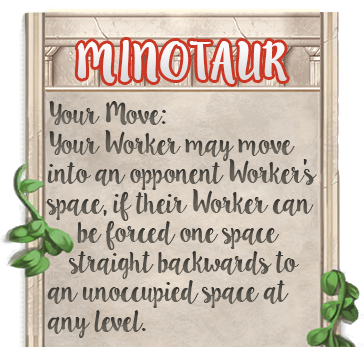 MINOTAUR
Your Move:
Your Worker may move
into an opponent Worker's
space, if their Worker can
be forced one space
straight backwards to
an unoccupied space at
any level.